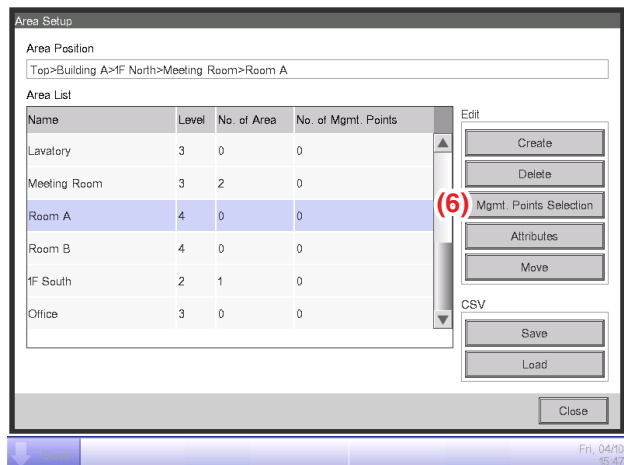 Area Setup
Area Position
Top>Building A>1F North>Meeting Room>Room A
Area List
Name Level No. of Area No. of Mgmt. Points
Lavatory 3 0 0
Meeting Room 3 2 0
Room A 4 0 0
Room B 4 0 0
1F South 2 1 0
Office 3 0 0
Edit
Create
Delete
(6) Mgmt. Points Selection
Attributes
Move
CSV
Save
Load
Close
Fri, 04/10
15:47